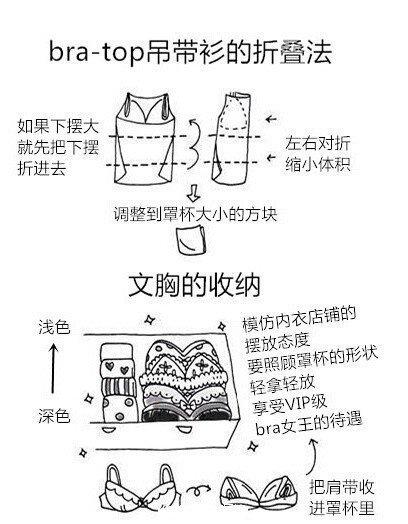 bra-top吊带衫的折叠法
如果下摆大
就先把下摆
折进去
左右对折
缩小体积
调整到罩杯大小的方块
文胸的收纳
浅色
深色
模仿内衣店铺的
摆放态度
要照顾罩杯的形状
轻拿轻放
享受VIP级
bra女王的待遇
把肩带收
进罩杯里